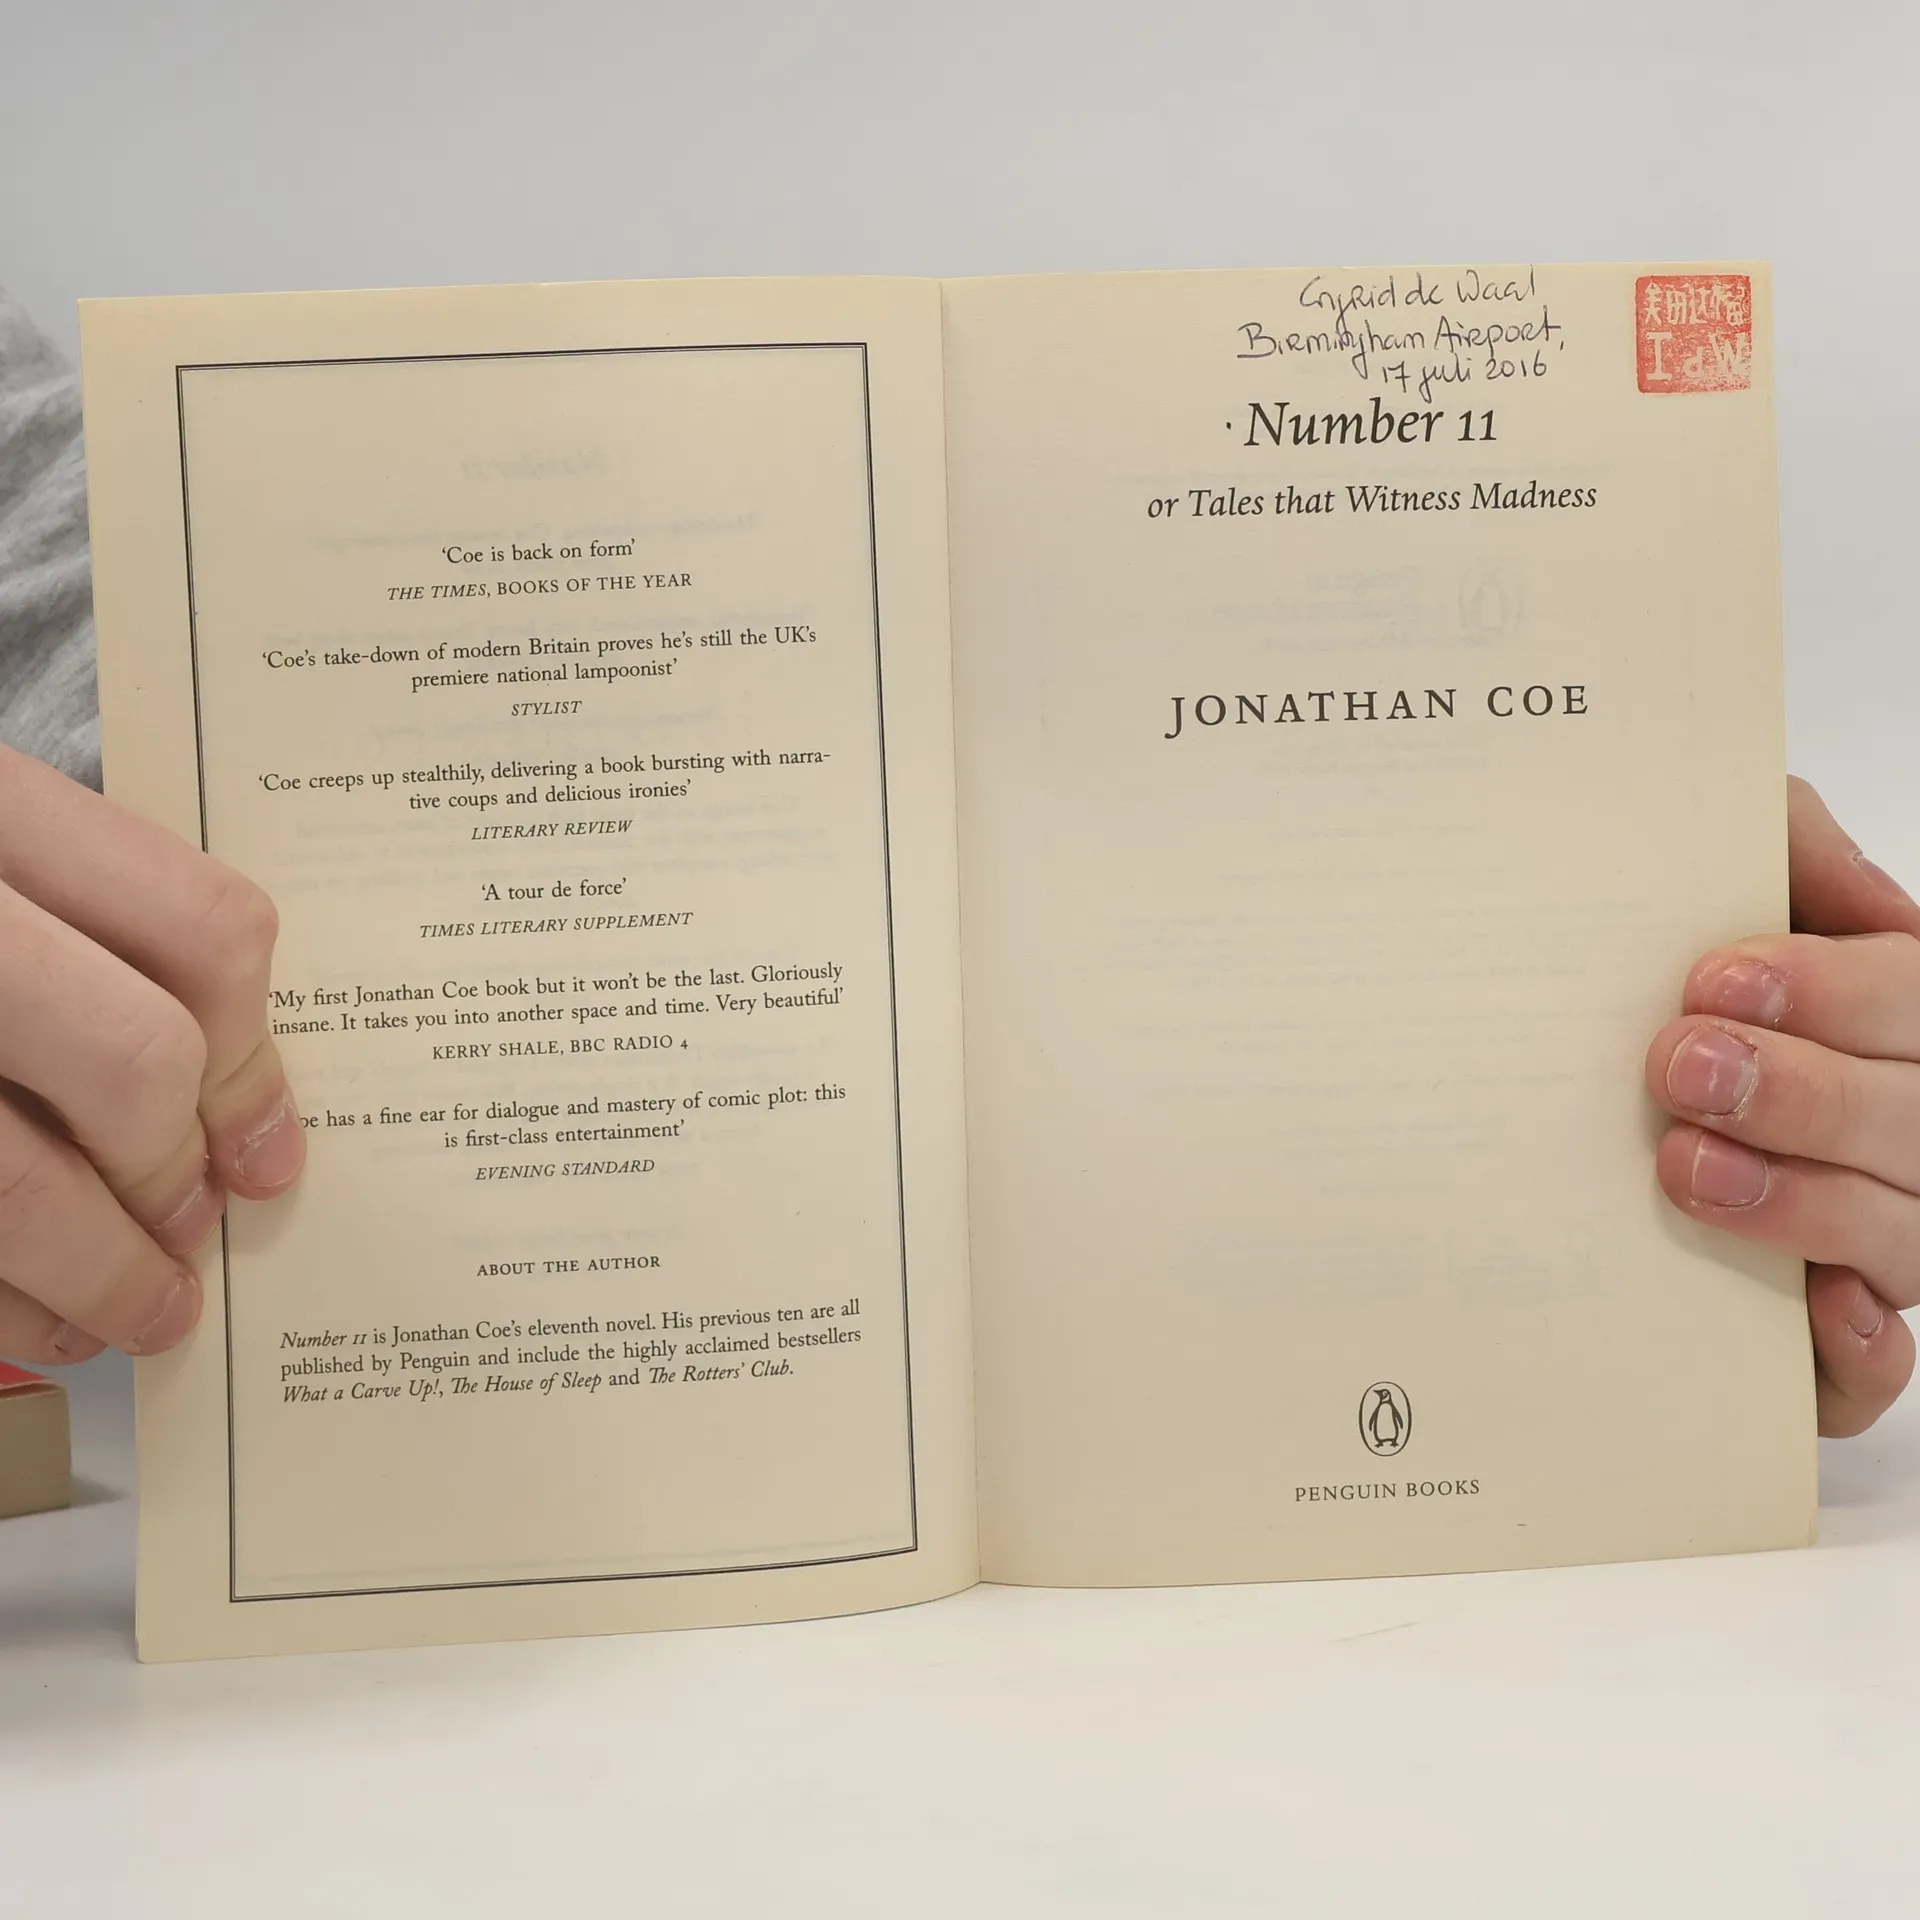 ‘Coe is back on form’
THE TIMES, BOOKS OF THE YEAR
‘Coe’s take-down of modern Britain proves he’s still the UK’s
premiere national lampoonist’
STYLIST
‘Coe creeps up stealthily, delivering a book bursting with narra-
tive coups and delicious ironies’
LITERARY REVIEW
‘A tour de force’
TIMES LITERARY SUPPLEMENT
‘My first Jonathan Coe book but it won’t be the last. Gloriously
insane. It takes you into another space and time. Very beautiful’
KERRY SHALE, BBC RADIO 4
has a fine ear for dialogue and mastery of comic plot: this
is first-class entertainment’
EVENING STANDARD
ABOUT THE AUTHOR
Number 11 is Jonathan Coe’s eleventh novel. His previous ten are all
published by Penguin and include the highly acclaimed bestsellers
What a Carve Up!, The House of Sleep and The Rotters’ Club.
de Waal
Birmingham Airport,
17 juli 2016
IdW
Number 11
or Tales that Witness Madness
JONATHAN COE
PENGUIN BOOKS